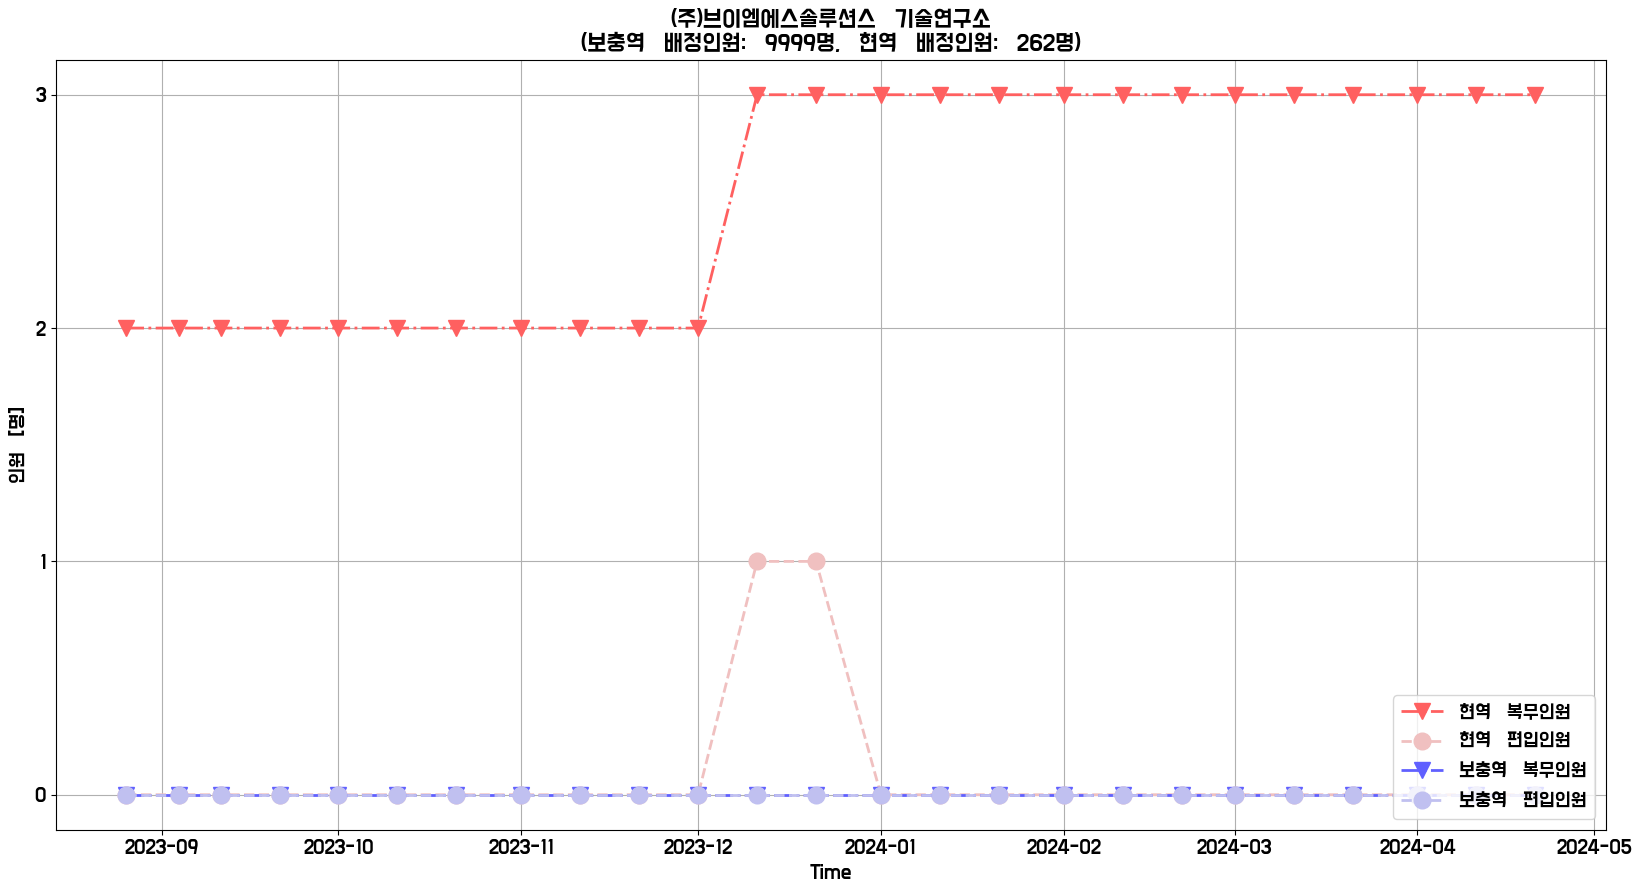 (주)브이엠에스솔루션스 기술연구소
(보충역 배정인원: 9999명, 현역 배정인원: 262명)
3
2
1
0
인원 [명]
현역 복무인원
현역 편입인원
보충역 복무인원
보충역 편입인원
2023-09 2023-10 2023-11 2023-12 2024-01 2024-02 2024-03 2024-04 2024-05
Time